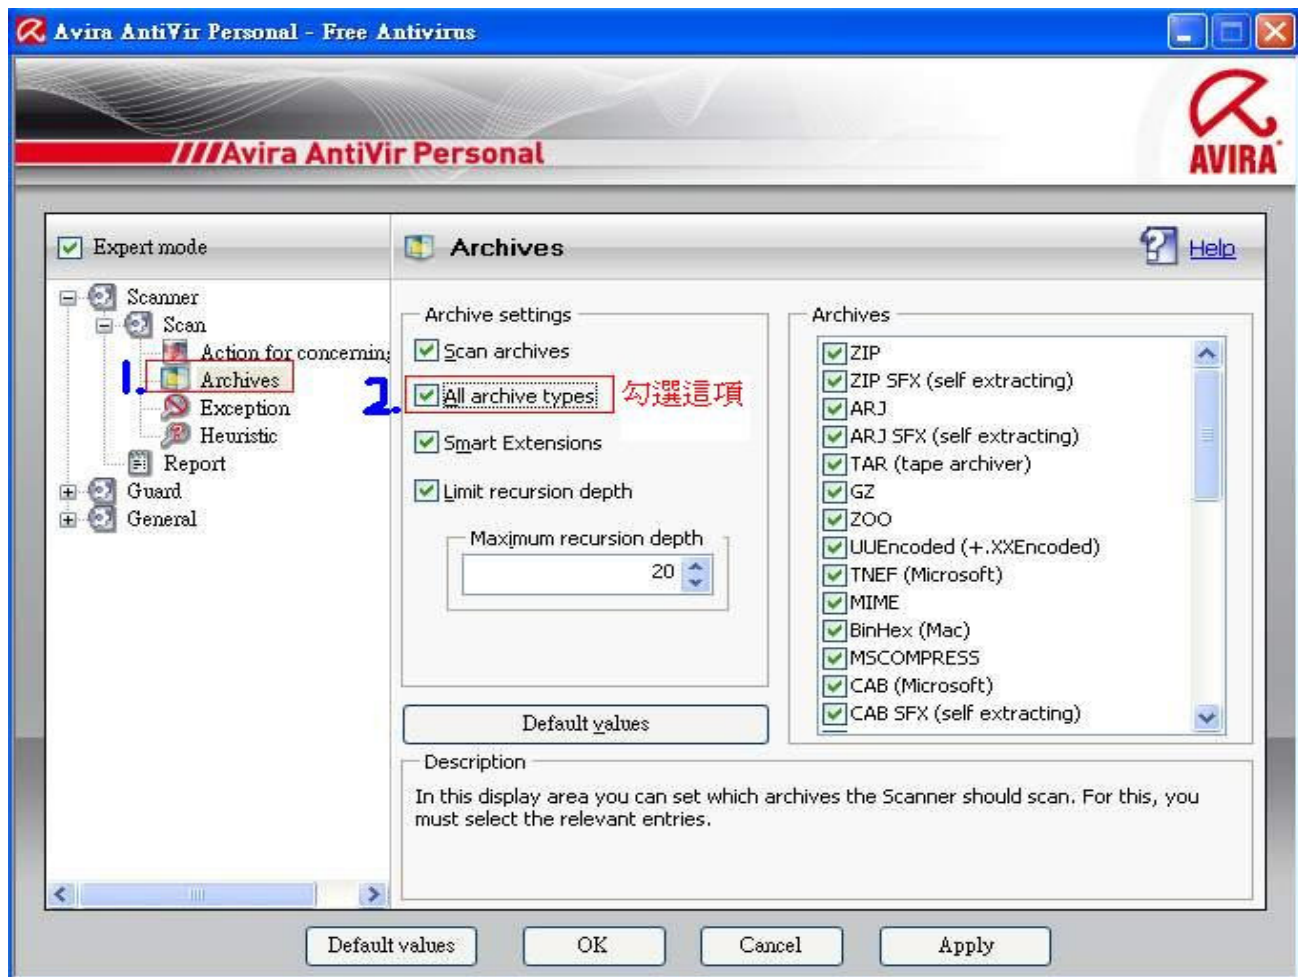 Avira AntiVir Personal - Free Antivirus
////Avira AntiVir Personal
AVIRA
Expert mode
Scanner
Scan
Action for concerning
1. Archives
Exception
Heuristic
Report
Guard
General
Archives
Help
Archive settings
Scan archives
2. All archive types 勾選這項
Smart Extensions
Limit recursion depth
Maximum recursion depth
20
Default values
Archives
ZIP
ZIP SFX (self extracting)
ARJ
ARJ SFX (self extracting)
TAR (tape archiver)
GZ
ZOO
UUEncoded (+.XXEncoded)
TNEF (Microsoft)
MIME
BinHex (Mac)
MSCOMPRESS
CAB (Microsoft)
CAB SFX (self extracting)
Description
In this display area you can set which archives the Scanner should scan. For this, you
must select the relevant entries.
Default values
OK
Cancel
Apply